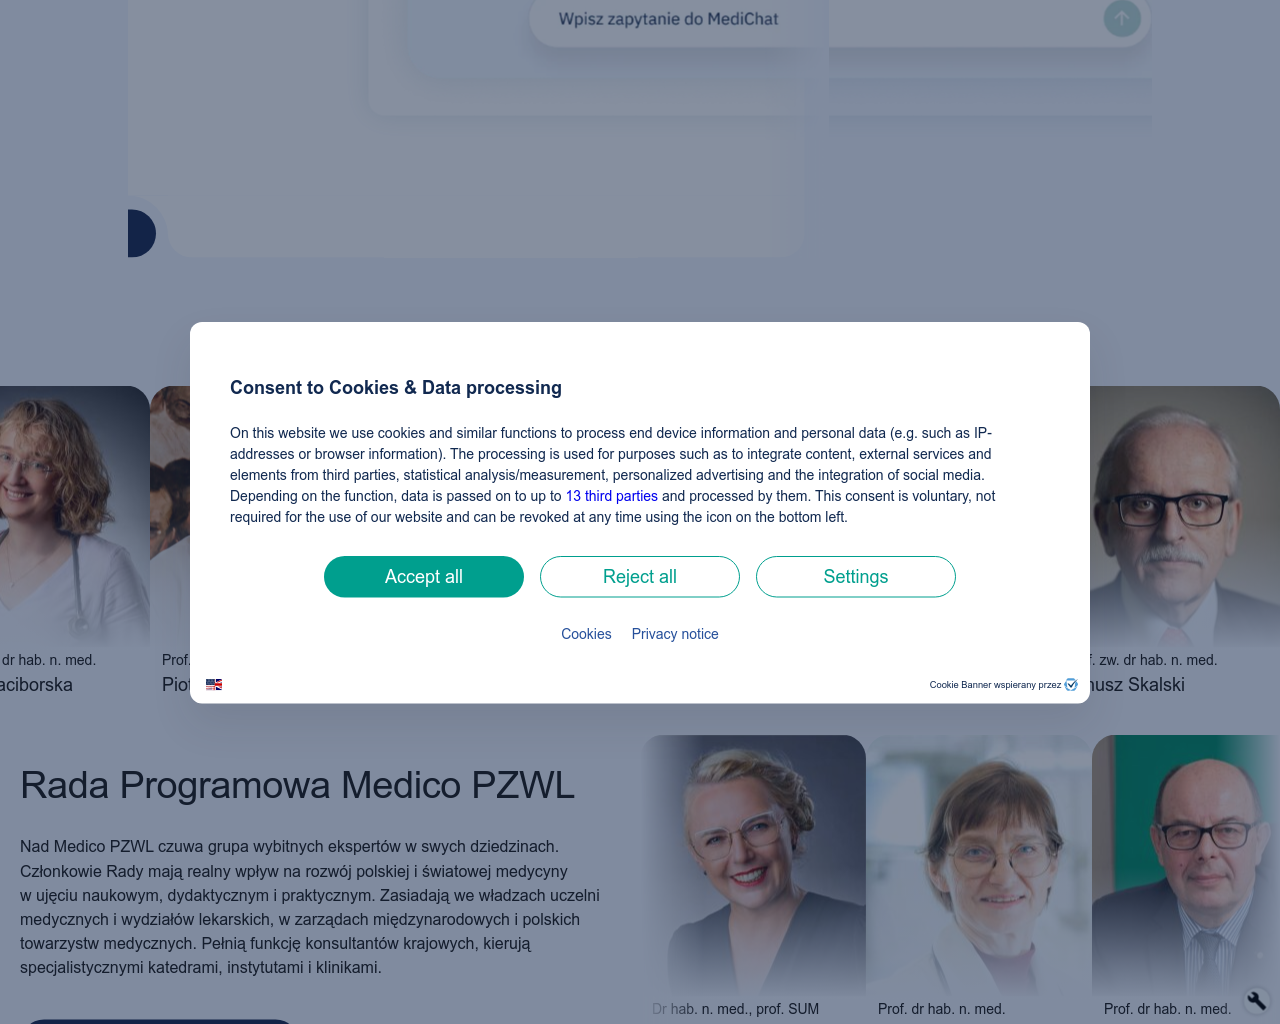 Wpisz zapytanie do MediChat
Consent to Cookies & Data processing
On this website we use cookies and similar functions to process end device information and personal data (e.g. such as IP-
addresses or browser information). The processing is used for purposes such as to integrate content, external services and
elements from third parties, statistical analysis/measurement, personalized advertising and the integration of social media.
Depending on the function, data is passed on to up to 13 third parties and processed by them. This consent is voluntary, not
required for the use of our website and can be revoked at any time using the icon on the bottom left.
Accept all
Reject all
Settings
Cookies
Privacy notice
Cookie Banner wspierany przez
dr hab. n. med.
Prof.
zw. dr hab. n. med.
Skalski
Rada Programowa Medico PZWL
Nad Medico PZWL czuwa grupa wybitnych ekspertów w swych dziedzinach.
Członkowie Rady mają realny wpływ na rozwój polskiej i światowej medycyny
w ujęciu naukowym, dydaktycznym i praktycznym. Zasiadają we władzach uczelni
medycznych i wydziałów lekarskich, w zarządach międzynarodowych i polskich
towarzystw medycznych. Pełnią funkcję konsultantów krajowych, kierują
specjalistycznymi katedrami, instytutami i klinikami.
Dr hab. n. med., prof. SUM
Prof. dr hab. n. med.
Prof. dr hab. n. med.